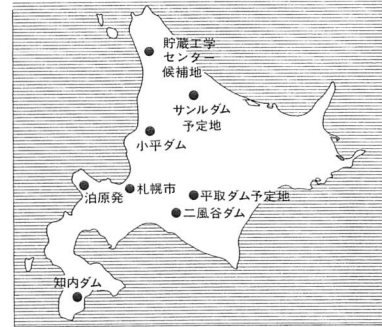 貯蔵工学
センター
候補地
サンルダム
予定地
小平ダム
泊原発
札幌市
平取ダム予定地
二風谷ダム
知内ダム